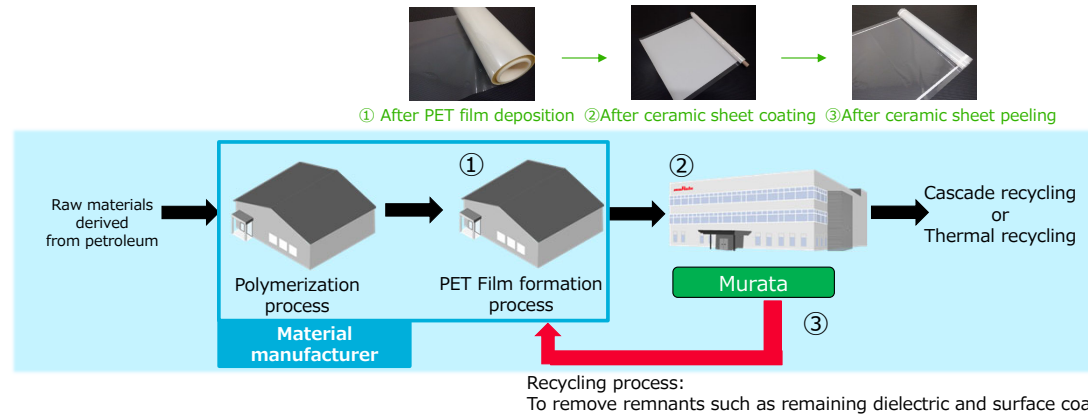 ① After PET film deposition ②After ceramic sheet coating ③After ceramic sheet peeling
①
②
muRata
Raw materials
derived
from petroleum
Cascade recycling
or
Thermal recycling
Polymerization
process
PET Film formation
process
Murata
③
Material
manufacturer
Recycling process:
To remove remnants such as remaining dielectric and surface coa